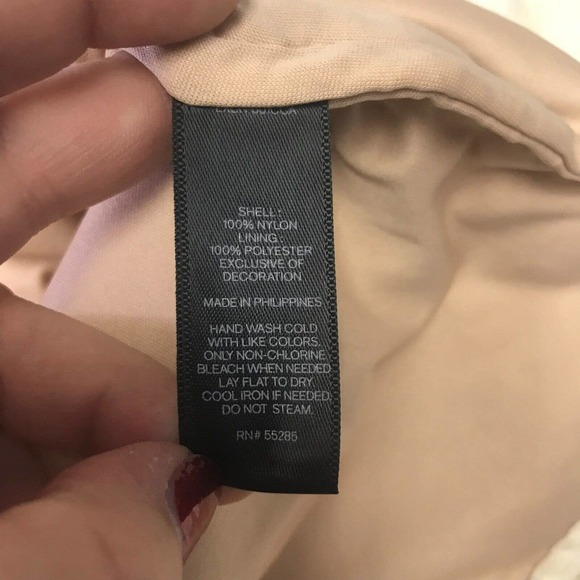 SHELL:
100% NYLON
LINING:
100% POLYESTER
EXCLUSIVE OF
DECORATION
MADE IN PHILIPPINES
HAND WASH COLD
WITH LIKE COLORS.
ONLY NON-CHLORINE
BLEACH WHEN NEEDED
LAY FLAT TO DRY
COOL IRON IF NEEDED.
DO NOT STEAM.
RN# 55285